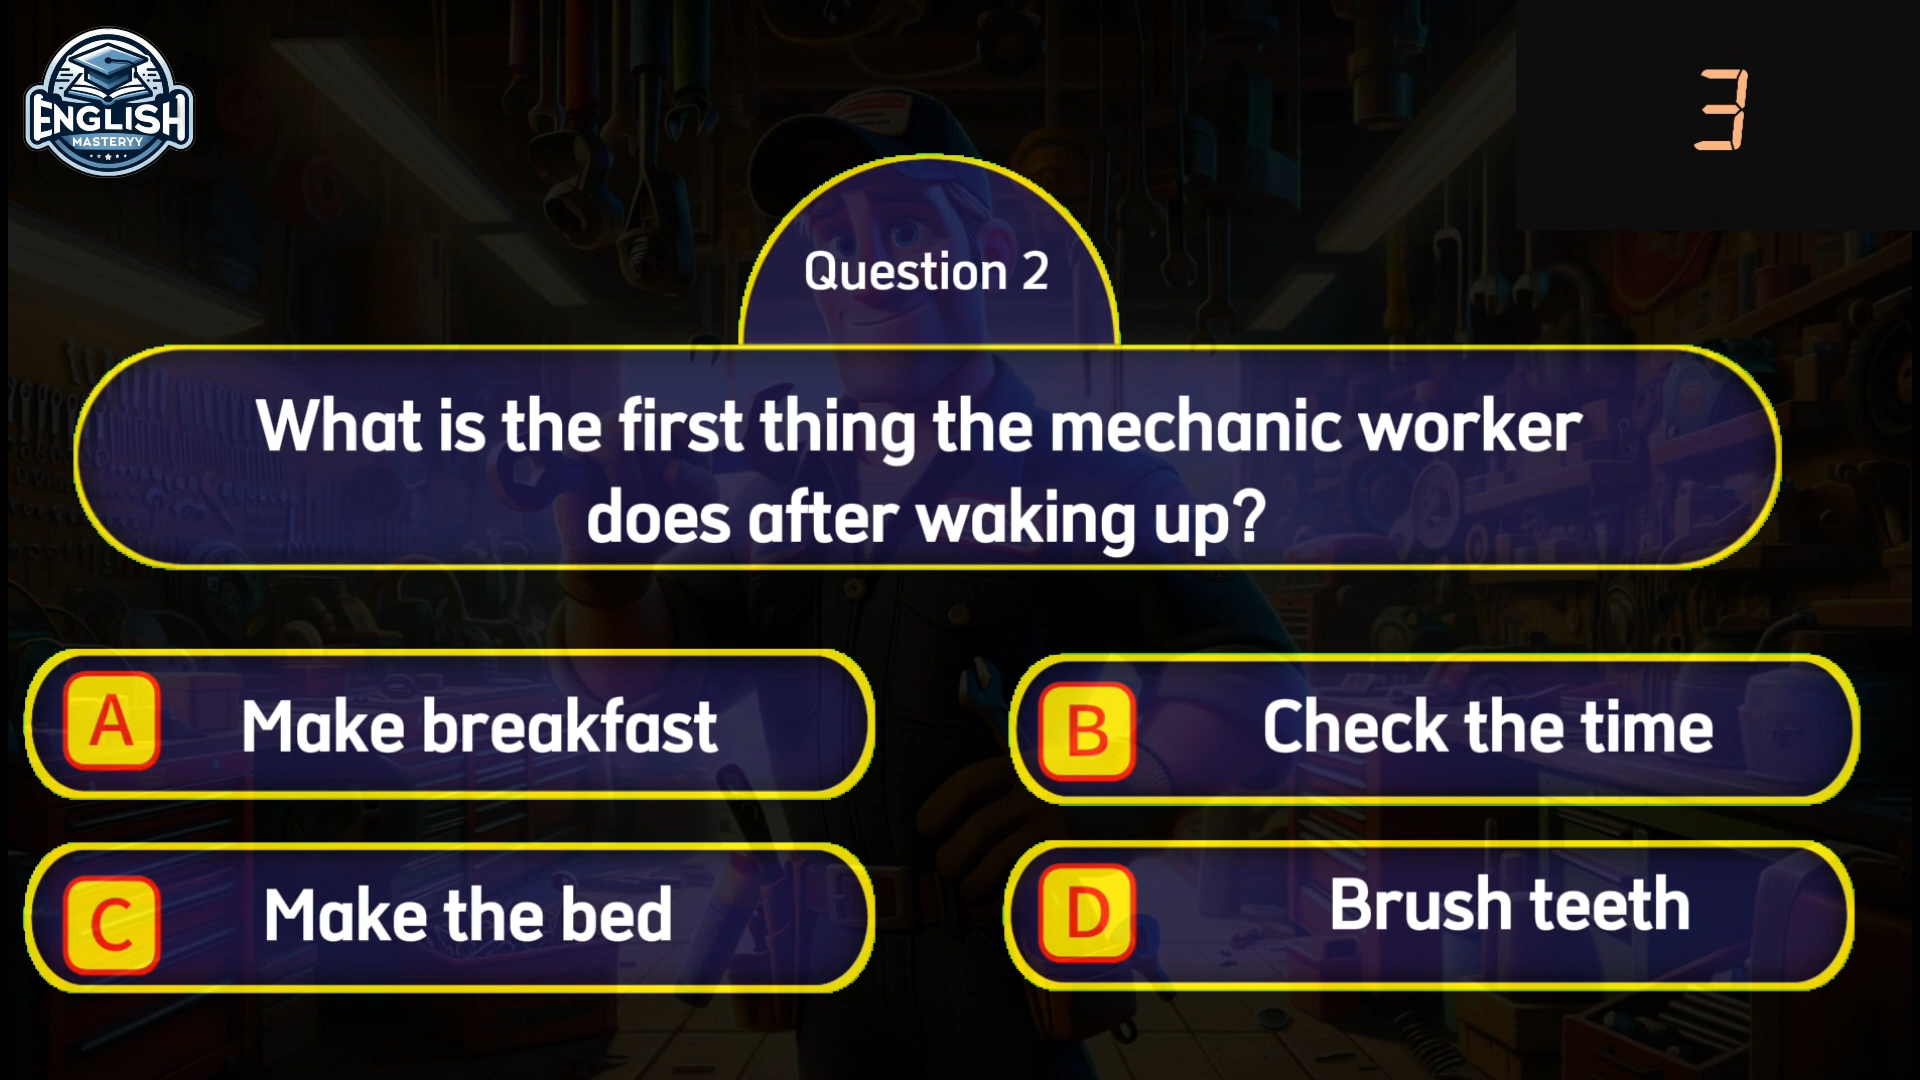 ENGLISH
MASTERYY
3
Question 2
What is the first thing the mechanic worker
does after waking up?
A Make breakfast
B Check the time
C Make the bed
D Brush teeth